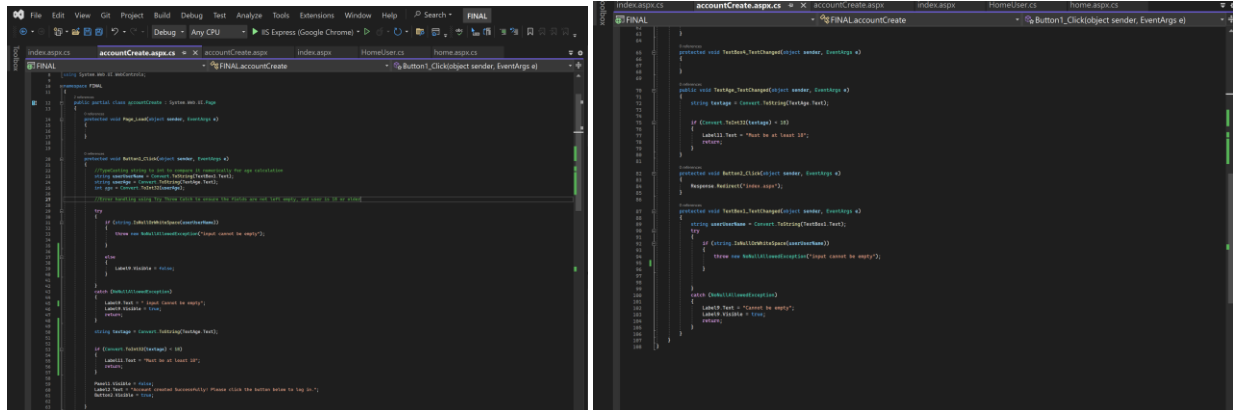 File Edit View Git Project Build Debug Test Analyze Tools Extensions Window Help Search FINAL
Debug Any CPU IIS Express (Google Chrome)
index.aspx.cs accountCreate.aspx.cs accountCreate.aspx index.aspx HomeUser.cs home.aspx.cs
FINAL FINAL.accountCreate Button1_Click(object sender, EventArgs e)
using System.Web.UI.WebControls;
namespace FINAL
{
public partial class accountCreate : System.Web.UI.Page
{
protected void Page_Load(object sender, EventArgs e)
{
}
protected void Button1_Click(object sender, EventArgs e)
{
string userUserName = Convert.ToString(TextBox1.Text);
string userAge = Convert.ToString(TextAge.Text);
int age = Convert.ToInt32(userAge);
//Error handling using Try Throw Catch to ensure the fields are not left empty, and user is 18 or older
try
{
if (string.IsNullOrWhiteSpace(userUserName))
{
throw new NoNullAllowedException("input cannot be empty");
}
else
{
Label9.Visible = false;
}
}
catch (NoNullAllowedException)
{
Label9.Text = " input Cannot be empty";
Label9.Visible = true;
return;
}
string textage = Convert.ToString(TextAge.Text);
if (Convert.ToInt32(textage) < 18)
{
Label11.Text = "Must be at least 18";
return;
}
Panel1.Visible = false;
Label2.Text = "Account created Successfully! Please click the button below to log in.";
Button2.Visible = true;
}
index.aspx.cs accountCreate.aspx.cs accountCreate.aspx index.aspx HomeUser.cs home.aspx.cs
FINAL FINAL.accountCreate Button1_Click(object sender, EventArgs e)
}
0 references
protected void TextBox4_TextChanged(object sender, EventArgs e)
{
}
0 references
public void TextAge_TextChanged(object sender, EventArgs e)
{
string textage = Convert.ToString(TextAge.Text);
if (Convert.ToInt32(textage) < 18)
{
Label11.Text = "Must be at least 18";
return;
}
}
0 references
protected void Button2_Click(object sender, EventArgs e)
{
Response.Redirect("index.aspx");
}
0 references
protected void TextBox1_TextChanged(object sender, EventArgs e)
{
string userUserName = Convert.ToString(TextBox1.Text);
try
{
if (string.IsNullOrWhiteSpace(userUserName))
{
throw new NoNullAllowedException("input cannot be empty");
}
}
catch (NoNullAllowedException)
{
Label9.Text = "Cannot be empty";
Label9.Visible = true;
return;
}
}
}
}